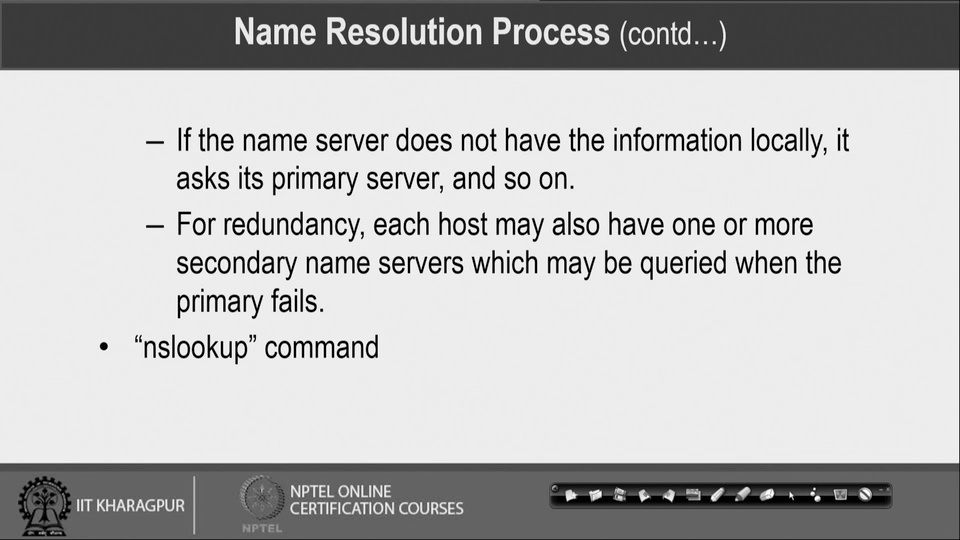 Name Resolution Process (contd…)
– If the name server does not have the information locally, it
asks its primary server, and so on.
– For redundancy, each host may also have one or more
secondary name servers which may be queried when the
primary fails.
• “nslookup” command
IIT KHARAGPUR
NPTEL
NPTEL ONLINE
CERTIFICATION COURSES